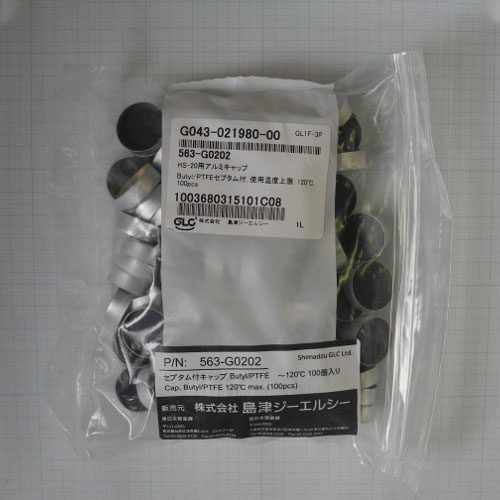 G043-021980-00 GL1F-3P
563-G0202
HS-20用アルミキャップ
Butyl/PTFEセプタム付. 使用温度上限:120℃
100pcs
1003680315101C08
GLC 株式会社 島津ジーエルシー 1L
P/N: 563-G0202 Shimadzu GLC Ltd.
セプタム付キャップ Butyl/PTFE ～120℃ 100個入り
Cap. Butyl/PTFE 120℃ max. (100pcs)
販売元 株式会社 島津ジーエルシー